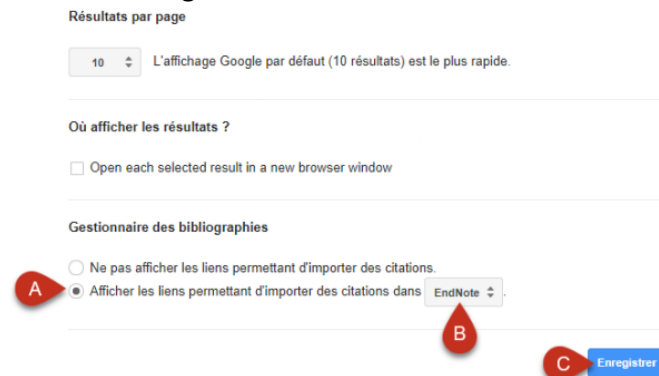 Résultats par page
10 L'affichage Google par défaut (10 résultats) est le plus rapide.
Où afficher les résultats ?
Open each selected result in a new browser window
Gestionnaire des bibliographies
Ne pas afficher les liens permettant d'importer des citations.
A Afficher les liens permettant d'importer des citations dans EndNote .
B
C Enregistrer